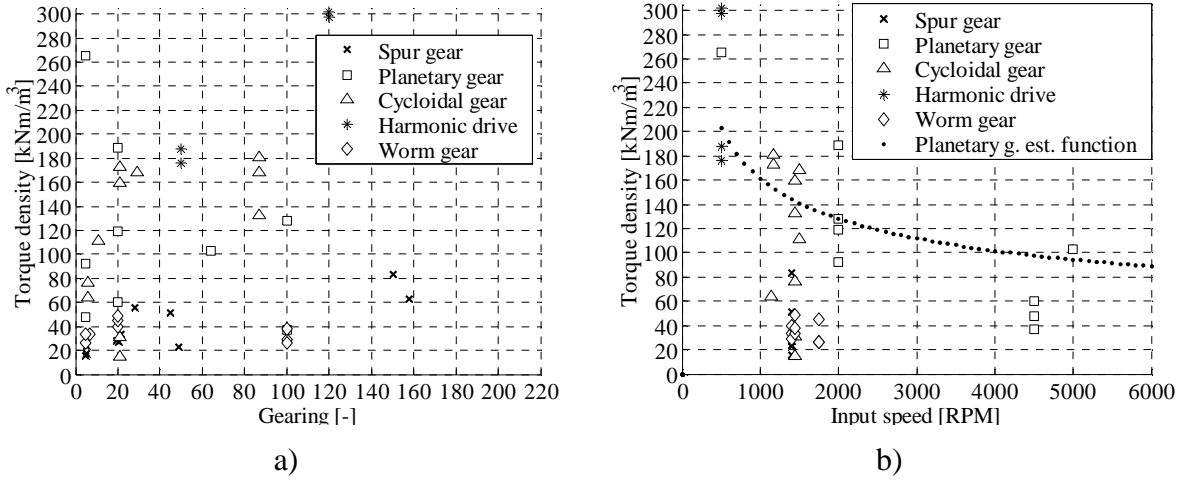 300
280
260
240
220
200
180
160
140
120
100
80
60
40
20
0
Torque density [kNm/m³]
Spur gear
Planetary gear
Cycloidal gear
Harmonic drive
Worm gear
0 20 40 60 80 100 120 140 160 180 200 220
Gearing [-]
a)
300
280
260
240
220
200
180
160
140
120
100
80
60
40
20
0
Torque density [kNm/m³]
Spur gear
Planetary gear
Cycloidal gear
Harmonic drive
Worm gear
Planetary g. est. function
0 1000 2000 3000 4000 5000 6000
Input speed [RPM]
b)